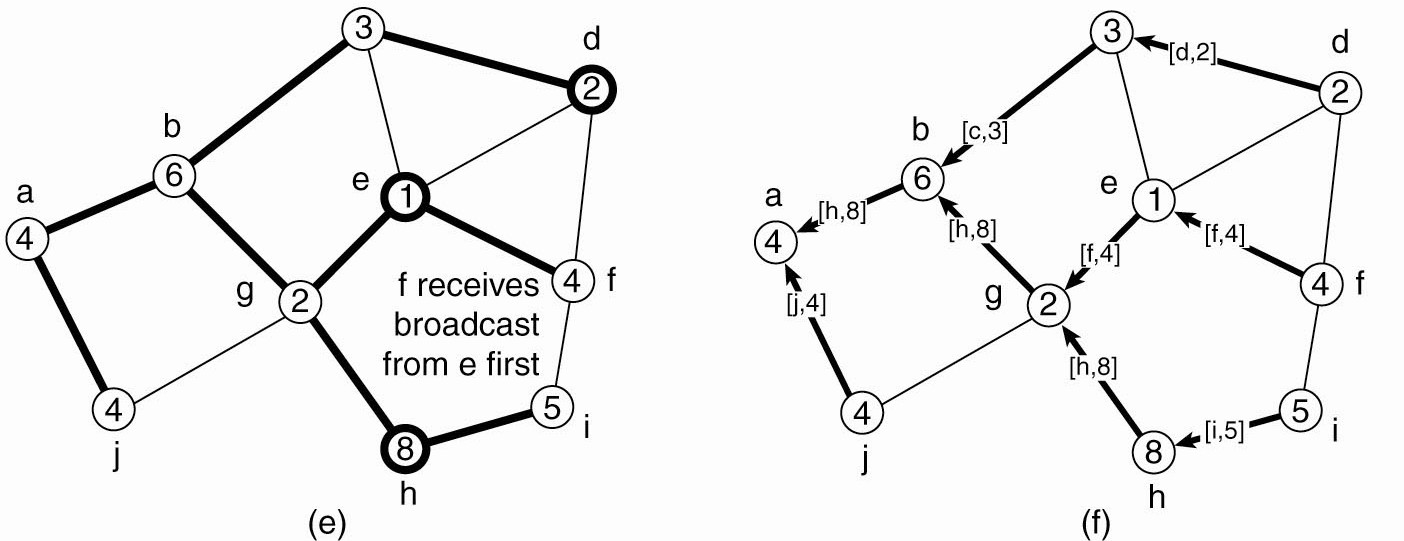 3
d
2
b
6
e
1
a
4
f receives
4
f
g
2
broadcast
from e first
4
5
j
i
8
h
(e)
3
[d,2]
d
2
[c,3]
b
6
e
1
a
[h,8]
4
[h,8]
[f,4]
[f,4]
4
f
g
2
[j,4]
[h,8]
4
5
j
[i,5]
i
8
h
(f)